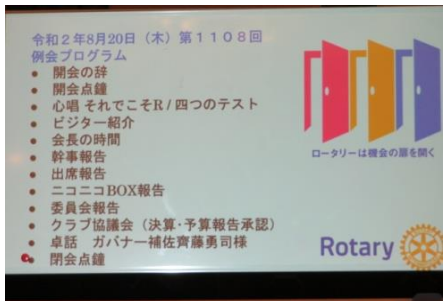 令和２年8月20日（木）第１１０８回
例会プログラム
● 開会の辞
● 開会点鐘
● 心唱 それでこそR / 四つのテスト
● ビジター紹介
● 会長の時間
● 幹事報告
● 出席報告
● ニコニコBOX報告
● 委員会報告
● クラブ協議会（決算･予算報告承認）
● 卓話　ガバナー補佐齊藤勇司様
● 閉会点鐘
ロータリーは機会の扉を開く
Rotary